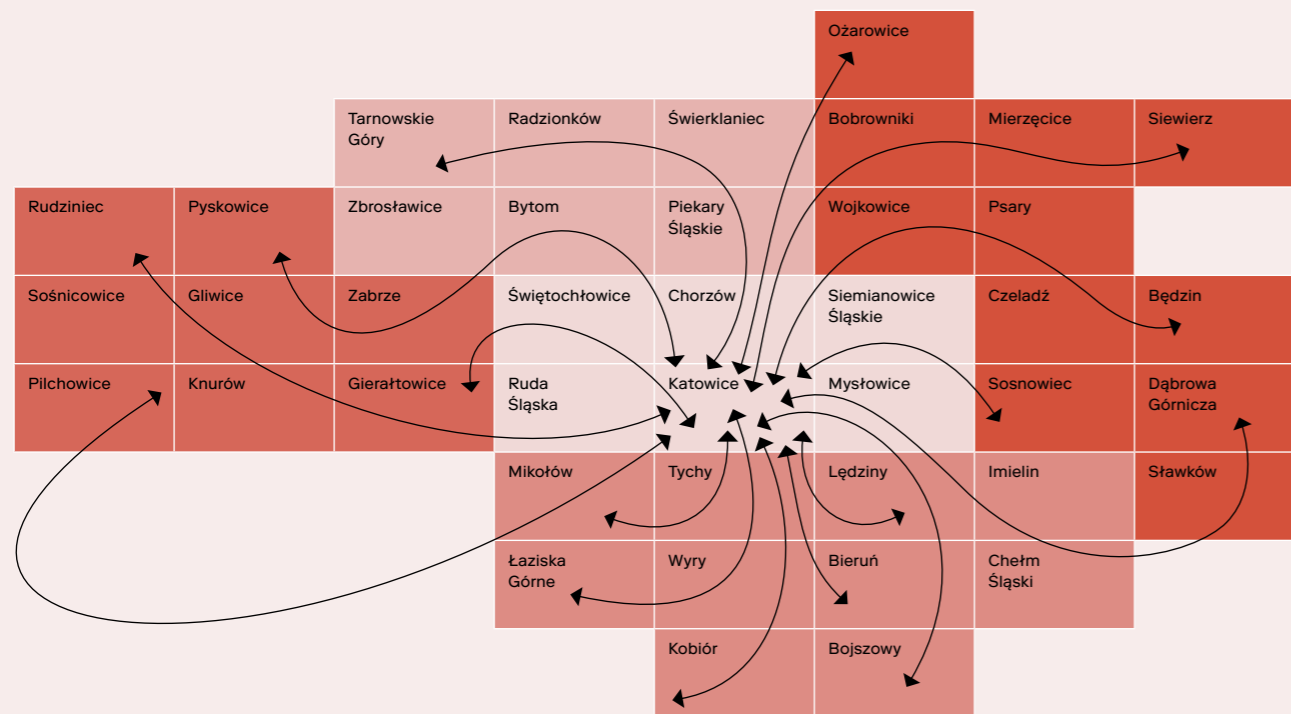 Ożarowice
Tarnowskie
Góry
Radzionków
Świerklaniec
Bobrowniki
Mierzęcice
Siewierz
Rudziniec
Pyskowice
Zbrosławice
Bytom
Piekary
Śląskie
Wojkowice
Psary
Sośnicowice
Gliwice
Zabrze
Świętochłowice
Chorzów
Siemianowice
Śląskie
Czeladź
Będzin
Pilchowice
Knurów
Gierałtowice
Ruda
Śląska
Katowice
Mysłowice
Sosnowiec
Dąbrowa
Górnicza
Mikołów
Tychy
Lędziny
Imielin
Sławków
Łaziska
Górne
Wyry
Bieruń
Chełm
Śląski
Kobiór
Bojszowy